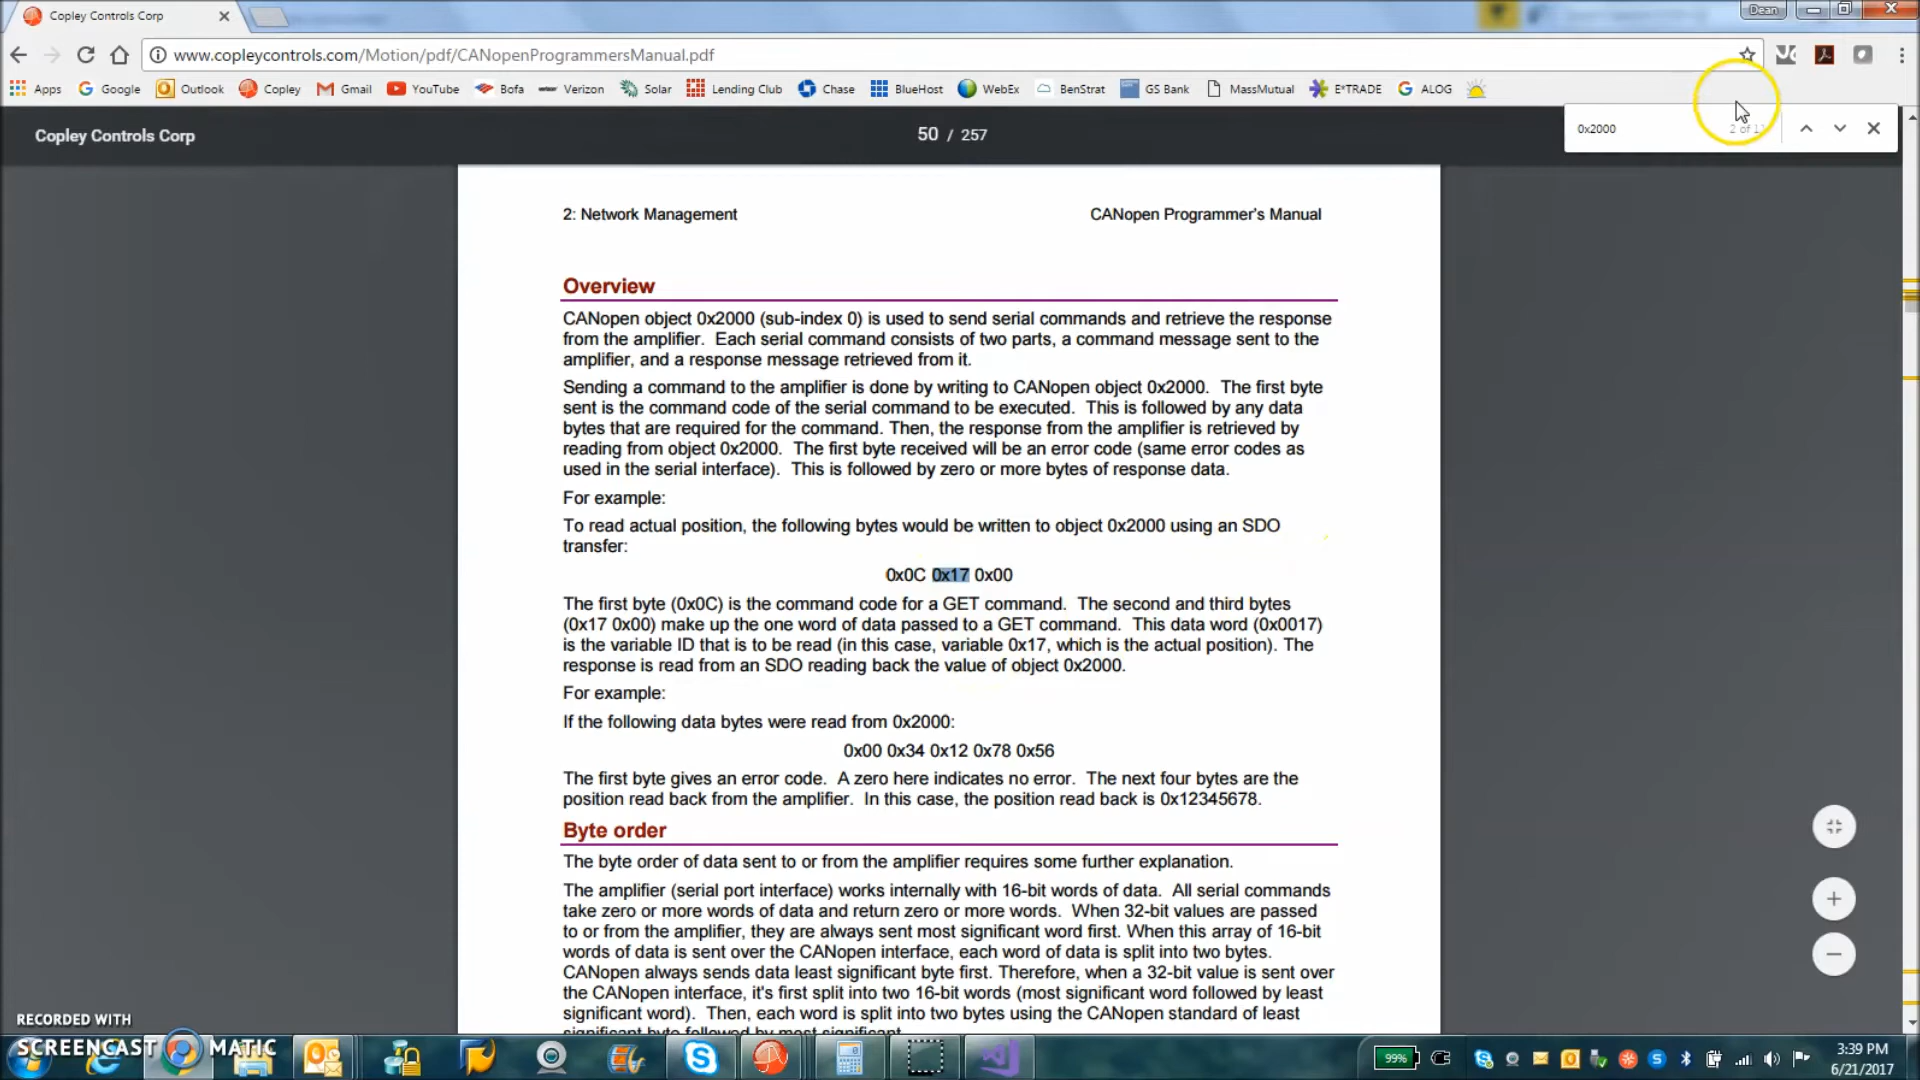 Copley Controls Corp
Dean
www.copleycontrols.com/Motion/pdf/CANopenProgrammersManual.pdf
Apps Google Outlook Copley Gmail YouTube Bofa Verizon Solar Lending Club Chase BlueHost WebEx BenStrat GS Bank MassMutual E*TRADE ALOG
0x2000
Copley Controls Corp
50 / 257
2: Network Management
CANopen Programmer's Manual
Overview
CANopen object 0x2000 (sub-index 0) is used to send serial commands and retrieve the response
from the amplifier. Each serial command consists of two parts, a command message sent to the
amplifier, and a response message retrieved from it.
Sending a command to the amplifier is done by writing to CANopen object 0x2000. The first byte
sent is the command code of the serial command to be executed. This is followed by any data
bytes that are required for the command. Then, the response from the amplifier is retrieved by
reading from object 0x2000. The first byte received will be an error code (same error codes as
used in the serial interface). This is followed by zero or more bytes of response data.
For example:
To read actual position, the following bytes would be written to object 0x2000 using an SDO
transfer:
0x0C 0x17 0x00
The first byte (0x0C) is the command code for a GET command. The second and third bytes
(0x17 0x00) make up the one word of data passed to a GET command. This data word (0x0017)
is the variable ID that is to be read (in this case, variable 0x17, which is the actual position). The
response is read from an SDO reading back the value of object 0x2000.
For example:
If the following data bytes were read from 0x2000:
0x00 0x34 0x12 0x78 0x56
The first byte gives an error code. A zero here indicates no error. The next four bytes are the
position read back from the amplifier. In this case, the position read back is 0x12345678.
Byte order
The byte order of data sent to or from the amplifier requires some further explanation.
The amplifier (serial port interface) works internally with 16-bit words of data. All serial commands
take zero or more words of data and return zero or more words. When 32-bit values are passed
to or from the amplifier, they are always sent most significant word first. When this array of 16-bit
words of data is sent over the CANopen interface, each word of data is split into two bytes.
CANopen always sends data least significant byte first. Therefore, when a 32-bit value is sent over
the CANopen interface, it's first split into two 16-bit words (most significant word followed by least
significant word). Then, each word is split into two bytes using the CANopen standard of least
significant byte followed by most significant
RECORDED WITH
SCREENCAST MATIC
99%
3:39 PM
6/21/2017